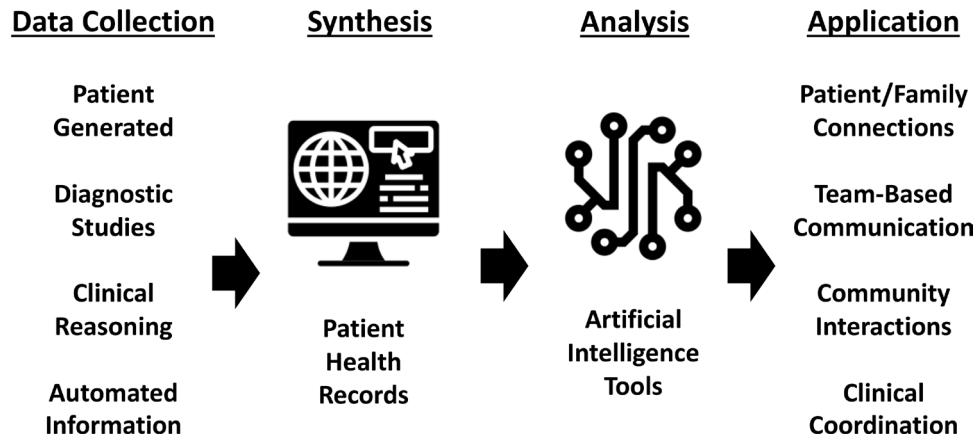 Data Collection
Patient
Generated
Diagnostic
Studies
Clinical
Reasoning
Automated
Information
Synthesis
Patient
Health
Records
Analysis
Artificial
Intelligence
Tools
Application
Patient/Family
Connections
Team-Based
Communication
Community
Interactions
Clinical
Coordination